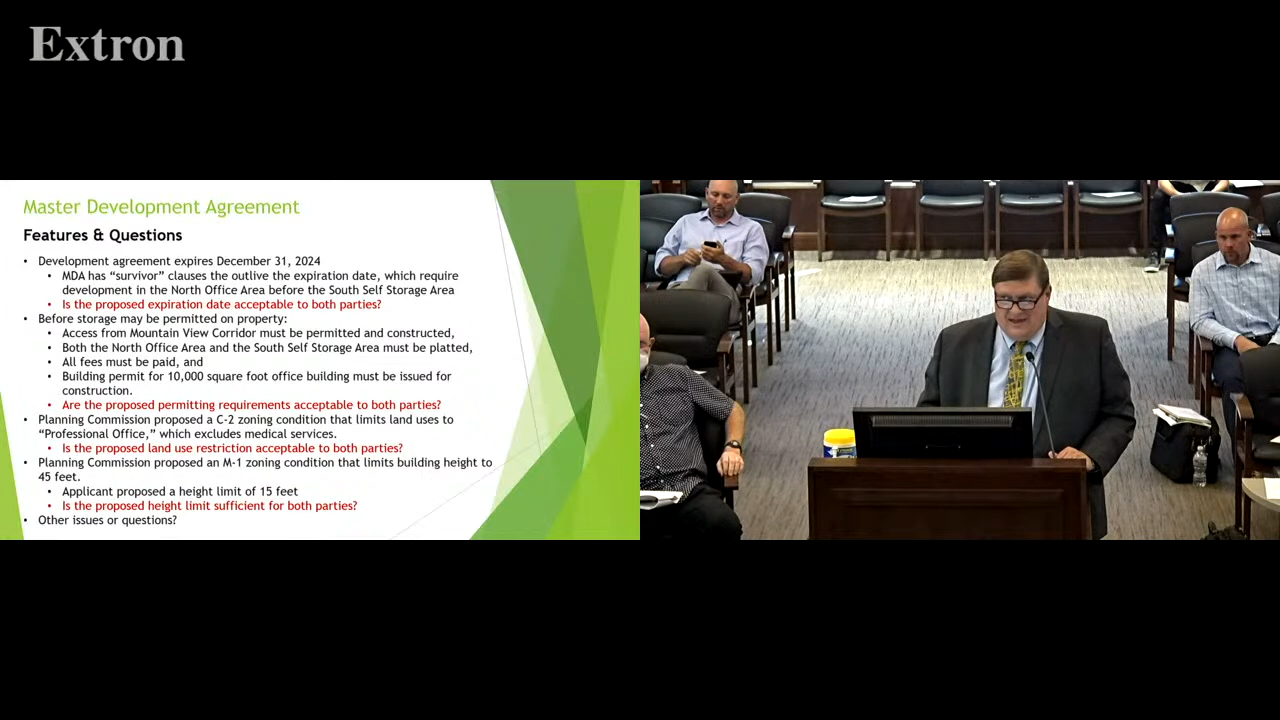 Extron
Master Development Agreement
Features & Questions
• Development agreement expires December 31, 2024
• MDA has “survivor” clauses the outlive the expiration date, which require
development in the North Office Area before the South Self Storage Area
• Is the proposed expiration date acceptable to both parties?
• Before storage may be permitted on property:
• Access from Mountain View Corridor must be permitted and constructed,
• Both the North Office Area and the South Self Storage Area must be platted,
• All fees must be paid, and
• Building permit for 10,000 square foot office building must be issued for
construction.
• Are the proposed permitting requirements acceptable to both parties?
• Planning Commission proposed a C-2 zoning condition that limits land uses to
“Professional Office,” which excludes medical services.
• Is the proposed land use restriction acceptable to both parties?
• Planning Commission proposed an M-1 zoning condition that limits building height to
45 feet.
• Applicant proposed a height limit of 15 feet
• Is the proposed height limit sufficient for both parties?
• Other issues or questions?